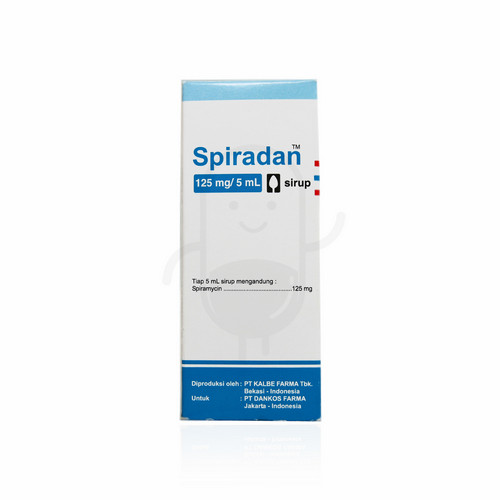 Spiradan™
125 mg/ 5 mL sirup
Tiap 5 mL sirup mengandung :
Spiramycin ..................................125 mg
Diproduksi oleh : PT KALBE FARMA Tbk.
Bekasi - Indonesia
Untuk : PT DANKOS FARMA
Jakarta - Indonesia